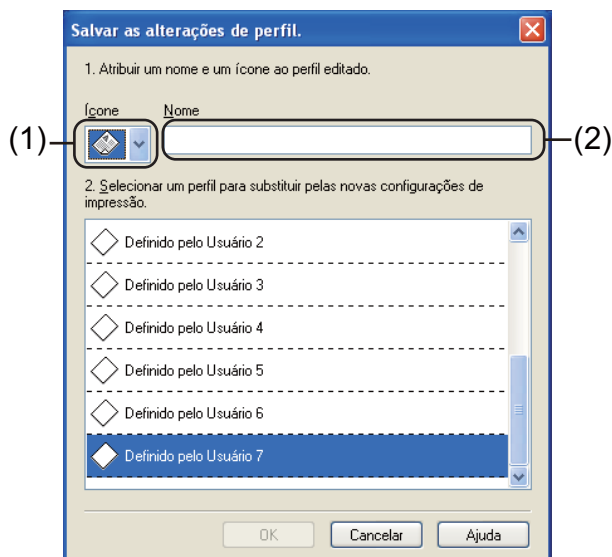 Salvar as alterações de perfil.
1. Atribuir um nome e um ícone ao perfil editado.
Ícone Nome
(1) (2)
2. Selecionar um perfil para substituir pelas novas configurações de
impressão.
Definido pelo Usuário 2
Definido pelo Usuário 3
Definido pelo Usuário 4
Definido pelo Usuário 5
Definido pelo Usuário 6
Definido pelo Usuário 7
OK Cancelar Ajuda